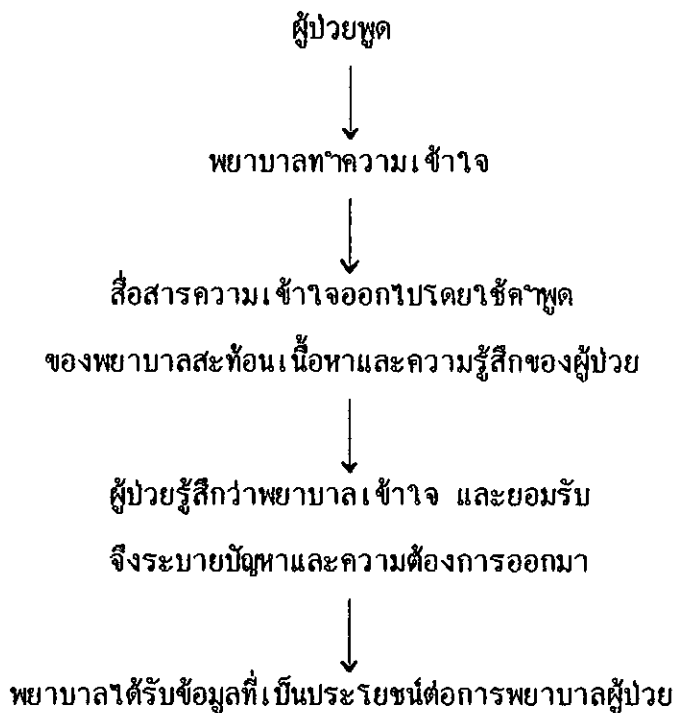 ผู้ป่วยพูด
พยาบาลทำความเข้าใจ
สื่อสารความเข้าใจออกไปโดยใช้คำพูด
ของพยาบาลสะท้อนเนื้อหาและความรู้สึกของผู้ป่วย
ผู้ป่วยรู้สึกว่าพยาบาลเข้าใจ และยอมรับ
จึงระบายปัญหาและความต้องการออกมา
พยาบาลได้รับข้อมูลที่เป็นประโยชน์ต่อการพยาบาลผู้ป่วย